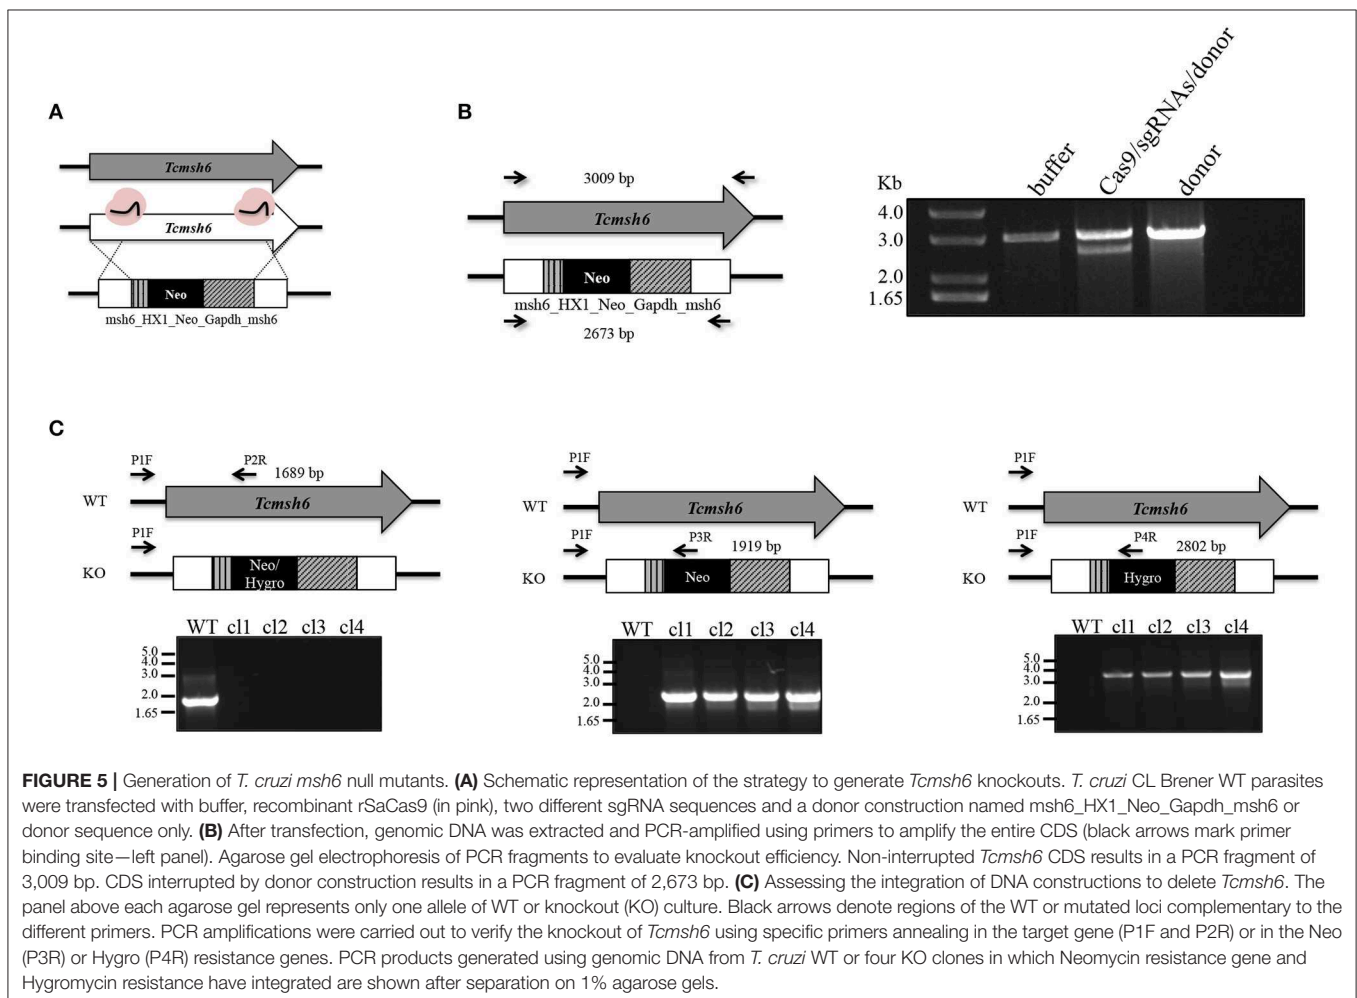 A
Tcmsh6
Tcmsh6
Neo
msh6_HX1_Neo_Gapdh_msh6
B
3009 bp
Tcmsh6
Neo
msh6_HX1_Neo_Gapdh_msh6
2673 bp
Kb
buffer
Cas9/sgRNAs/donor
donor
4.0
3.0
2.0
1.65
C
P1F
P2R
1689 bp
WT
Tcmsh6
P1F
KO
Neo/
Hygro
WT cl1 cl2 cl3 cl4
5.0
4.0
3.0
2.0
1.65
P1F
WT
Tcmsh6
P1F
P3R
1919 bp
KO
Neo
WT cl1 cl2 cl3 cl4
5.0
4.0
3.0
2.0
1.65
P1F
WT
Tcmsh6
P1F
P4R
2802 bp
KO
Hygro
WT cl1 cl2 cl3 cl4
5.0
4.0
3.0
2.0
1.65
FIGURE 5 | Generation of T. cruzi msh6 null mutants. (A) Schematic representation of the strategy to generate Tcmsh6 knockouts. T. cruzi CL Brener WT parasites
were transfected with buffer, recombinant rSaCas9 (in pink), two different sgRNA sequences and a donor construction named msh6_HX1_Neo_Gapdh_msh6 or
donor sequence only. (B) After transfection, genomic DNA was extracted and PCR-amplified using primers to amplify the entire CDS (black arrows mark primer
binding site—left panel). Agarose gel electrophoresis of PCR fragments to evaluate knockout efficiency. Non-interrupted Tcmsh6 CDS results in a PCR fragment of
3,009 bp. CDS interrupted by donor construction results in a PCR fragment of 2,673 bp. (C) Assessing the integration of DNA constructions to delete Tcmsh6. The
panel above each agarose gel represents only one allele of WT or knockout (KO) culture. Black arrows denote regions of the WT or mutated loci complementary to the
different primers. PCR amplifications were carried out to verify the knockout of Tcmsh6 using specific primers annealing in the target gene (P1F and P2R) or in the Neo
(P3R) or Hygro (P4R) resistance genes. PCR products generated using genomic DNA from T. cruzi WT or four KO clones in which Neomycin resistance gene and
Hygromycin resistance have integrated are shown after separation on 1% agarose gels.